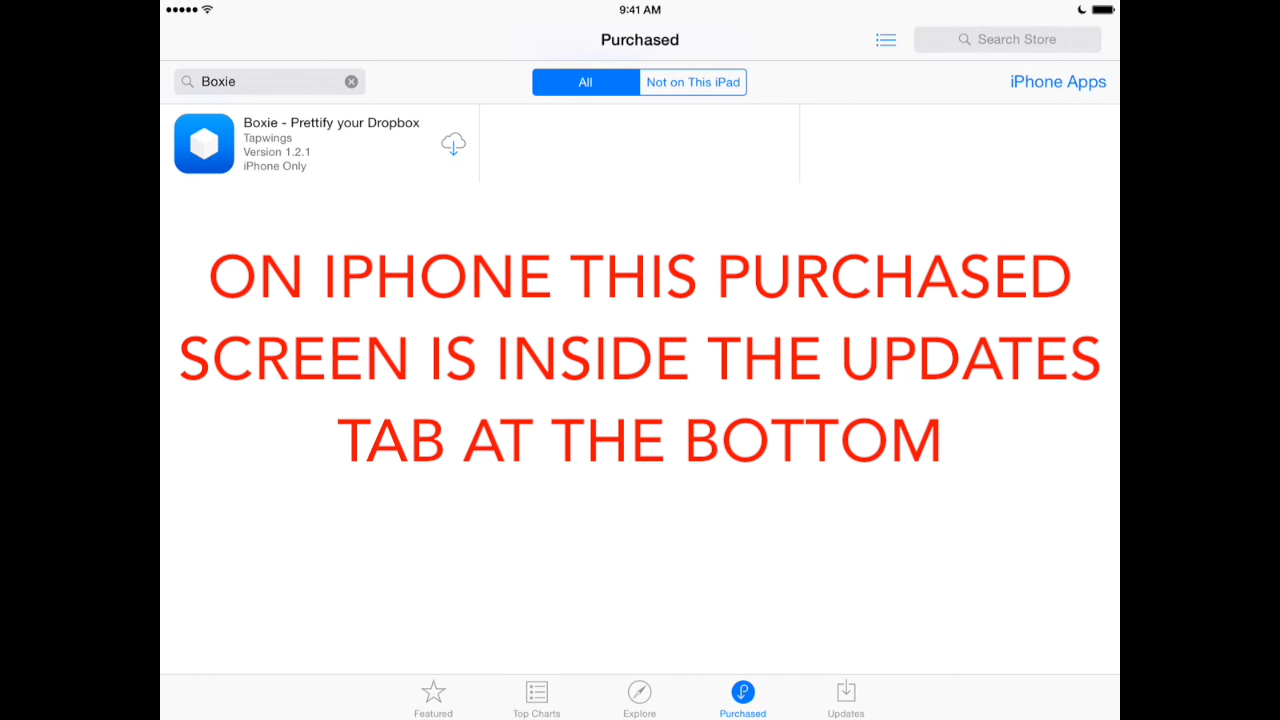 9:41 AM
Purchased
Search Store
Boxie
All
Not on This iPad
iPhone Apps
Boxie - Prettify your Dropbox
Tapwings
Version 1.2.1
iPhone Only
ON IPHONE THIS PURCHASED
SCREEN IS INSIDE THE UPDATES
TAB AT THE BOTTOM
Featured
Top Charts
Explore
Purchased
Updates